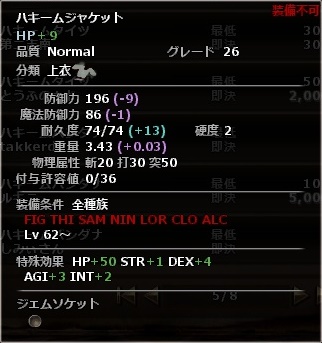 ハキームジャケット
装備不可
HP+9
品質 Normal グレード 26
分類 上衣
防御力 196 (-9)
魔法防御力 86 (-1)
耐久度 74/74 (+13) 硬度 2
重量 3.43 (+0.03)
物理属性 斬20 打30 突50
付与許容値 0/36
装備条件 全種族
FIG THI SAM NIN LOR CLO ALC
Lv 62～
特殊効果 HP+50 STR+1 DEX+4
AGI+3 INT+2
5/8
ジェムソケット